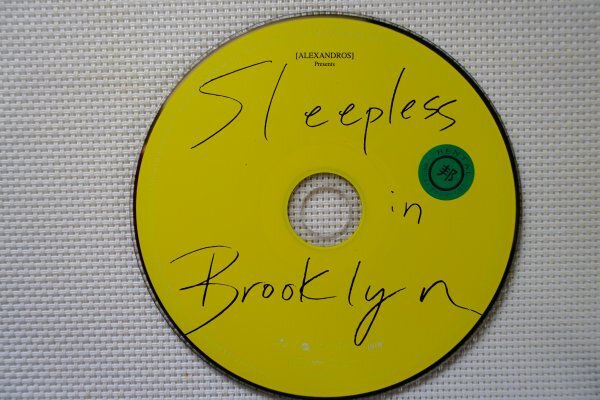 [ALEXANDROS]
Presents
Sleepless
邦
in
Brooklyn